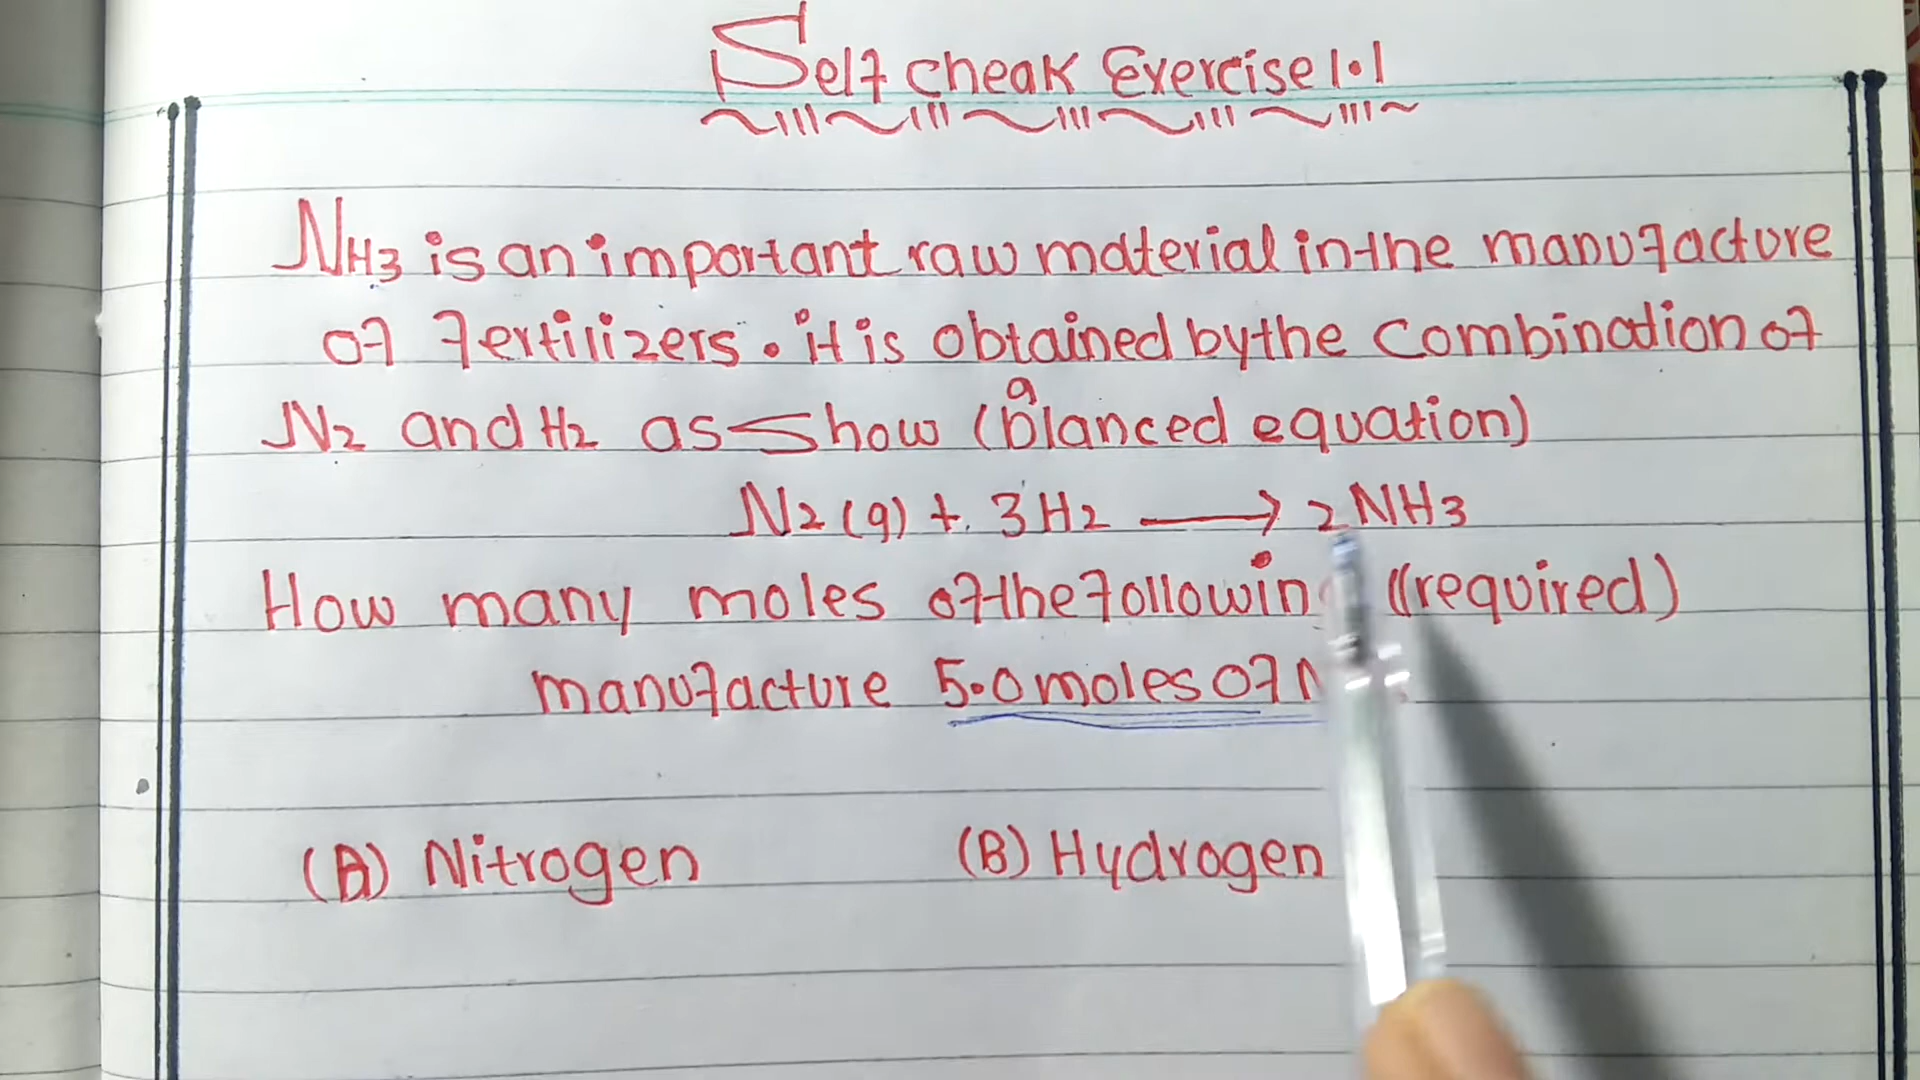 Self cheak Exercise 1.1
NH3 is an important raw material in the manufacture
of fertilizers. it is obtained by the combination of
N2 and H2 as show (balanced equation)
N2 (g) + 3H2 → 2NH3
How many moles of the (required)
manufacture 5.0 moles of
(A) Nitrogen (B) Hydrogen